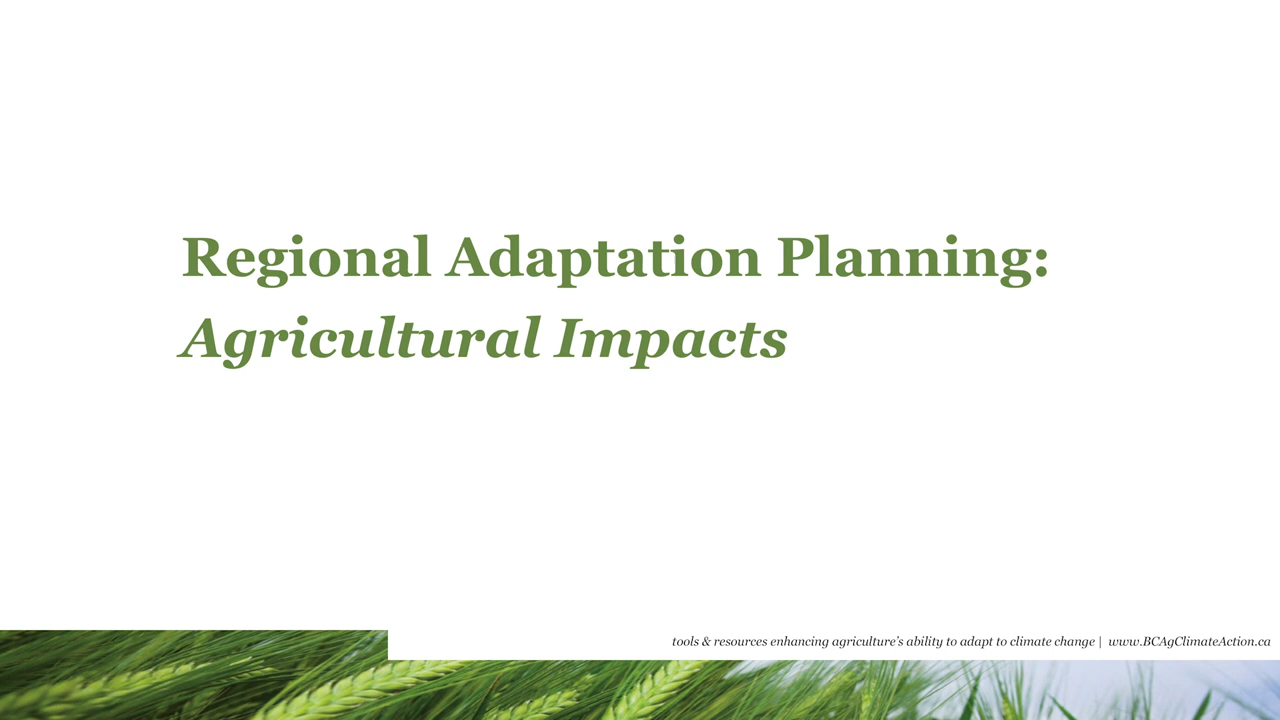 Regional Adaptation Planning:
Agricultural Impacts
tools & resources enhancing agriculture's ability to adapt to climate change | www.BCAgClimateAction.ca